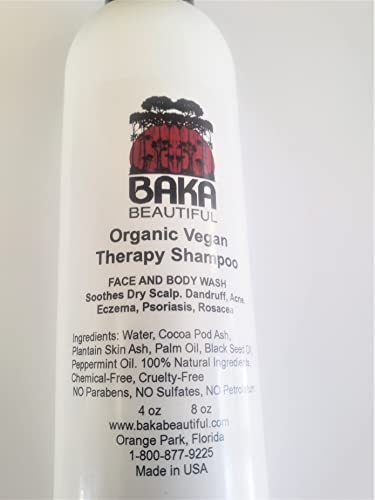 BAKA
BEAUTIFUL
Organic Vegan
Therapy Shampoo
FACE AND BODY WASH
Soothes Dry Scalp. Dandruff, Acne,
Eczema, Psoriasis, Rosacea
Ingredients: Water, Cocoa Pod Ash,
Plantain Skin Ash, Palm Oil, Black Seed Oil,
Peppermint Oil. 100% Natural Ingredients,
Chemical-Free, Cruelty-Free
NO Parabens, NO Sulfates, NO Petroleum
4 oz 8 oz
www.bakabeautiful.com
Orange Park, Florida
1-800-877-9225
Made in USA